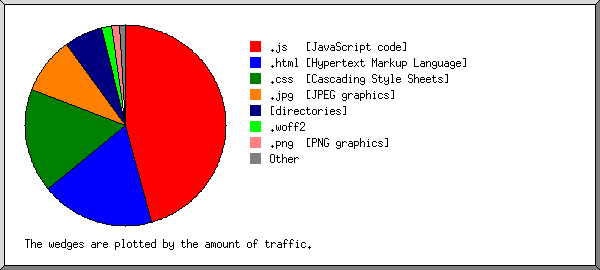 .js [JavaScript code]
.html [Hypertext Markup Language]
.css [Cascading Style Sheets]
.jpg [JPEG graphics]
[directories]
.woff2
.png [PNG graphics]
Other
The wedges are plotted by the amount of traffic.